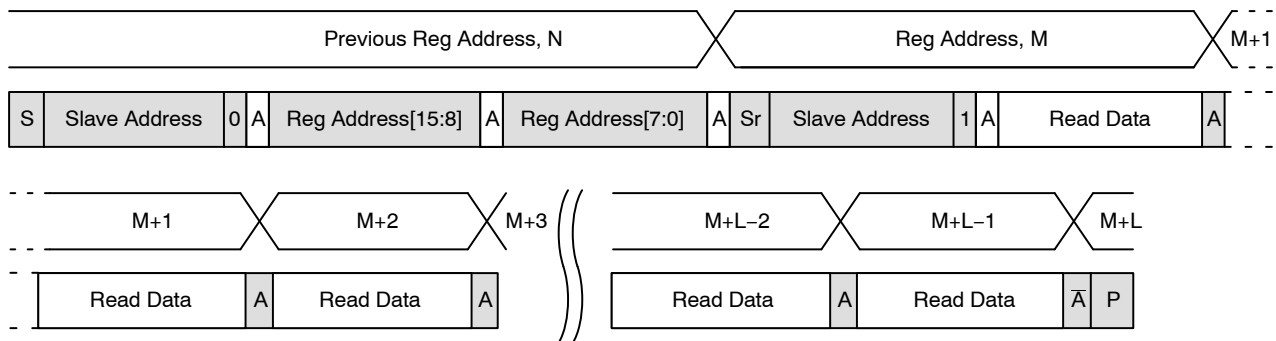 Previous Reg Address, N Reg Address, M M+1
S Slave Address 0 A Reg Address[15:8] A Reg Address[7:0] A Sr Slave Address 1 A Read Data A
M+1 M+2 M+3 M+L−2 M+L−1 M+L
Read Data A Read Data A Read Data A Read Data A̅ P